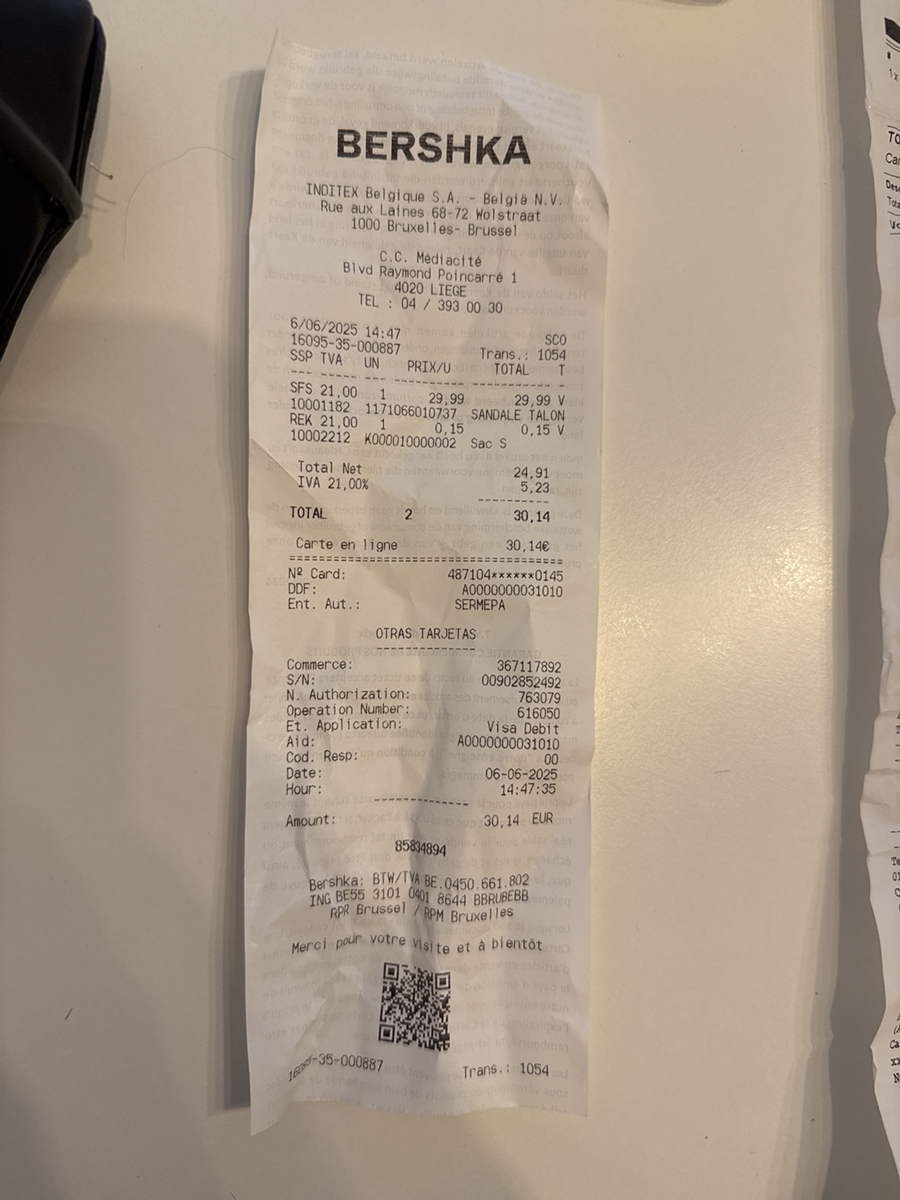 BERSHKA
INDITEX Belgique S.A. - België N.V.
Rue aux Laines 68-72 Wolstraat
1000 Bruxelles- Brussel
C.C. Médiacité
Blvd Raymond Poincarré 1
4020 LIEGE
TEL : 04 / 393 00 30
6/06/2025 14:47 SCO
16095-35-000887 Trans.: 1054
SSP TVA UN PRIX/U TOTAL T
SFS 21,00 1 29,99 29,99 V
10001182 1171066010737 SANDALE TALON
REK 21,00 1 0,15 0,15 V
10002212 K000010000002 Sac S
Total Net 24,91
IVA 21,00% 5,23
TOTAL 2 30,14
Carte en ligne 30,14€
Nº Card: 487104******0145
DDF: A0000000031010
Ent. Aut.: SERMEPA
OTRAS TARJETAS
Commerce: 367117892
S/N: 00902852492
N. Authorization: 763079
Operation Number: 616050
Et. Application: Visa Debit
Aid: A0000000031010
Cod. Resp: 00
Date: 06-06-2025
Hour: 14:47:35
Amount: 30,14 EUR
85834894
Bershka: BTW/TVA BE.0450.661.802
ING BE55 3101 0401 8644 BBRUBEBB
RPR Brussel / RPM Bruxelles
Merci pour votre visite et à bientôt
16095-35-000887 Trans.: 1054